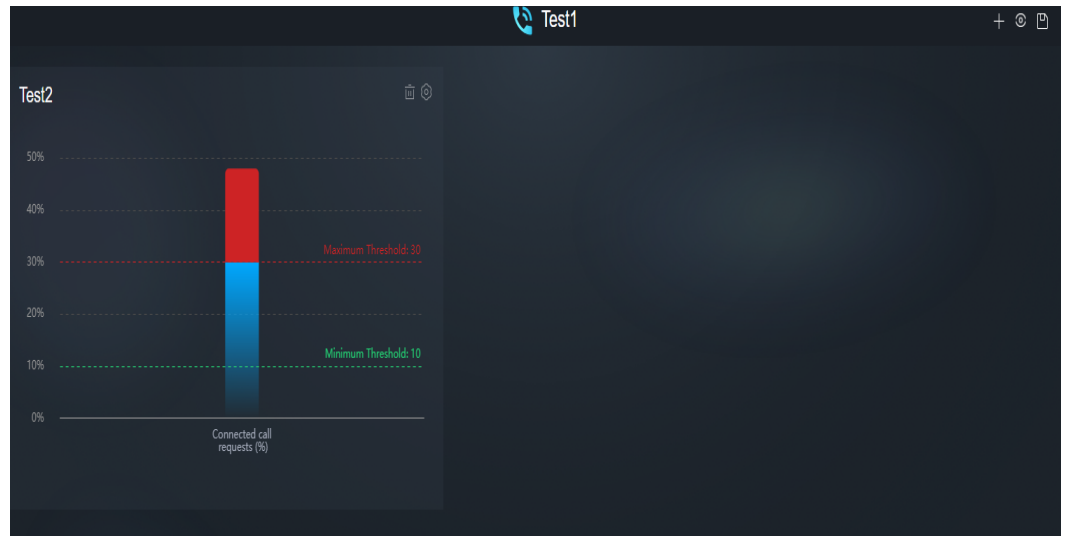 Test1
Test2
50%
40%
Maximum Threshold: 30
30%
20%
Minimum Threshold: 10
10%
0%
Connected call
requests (%)